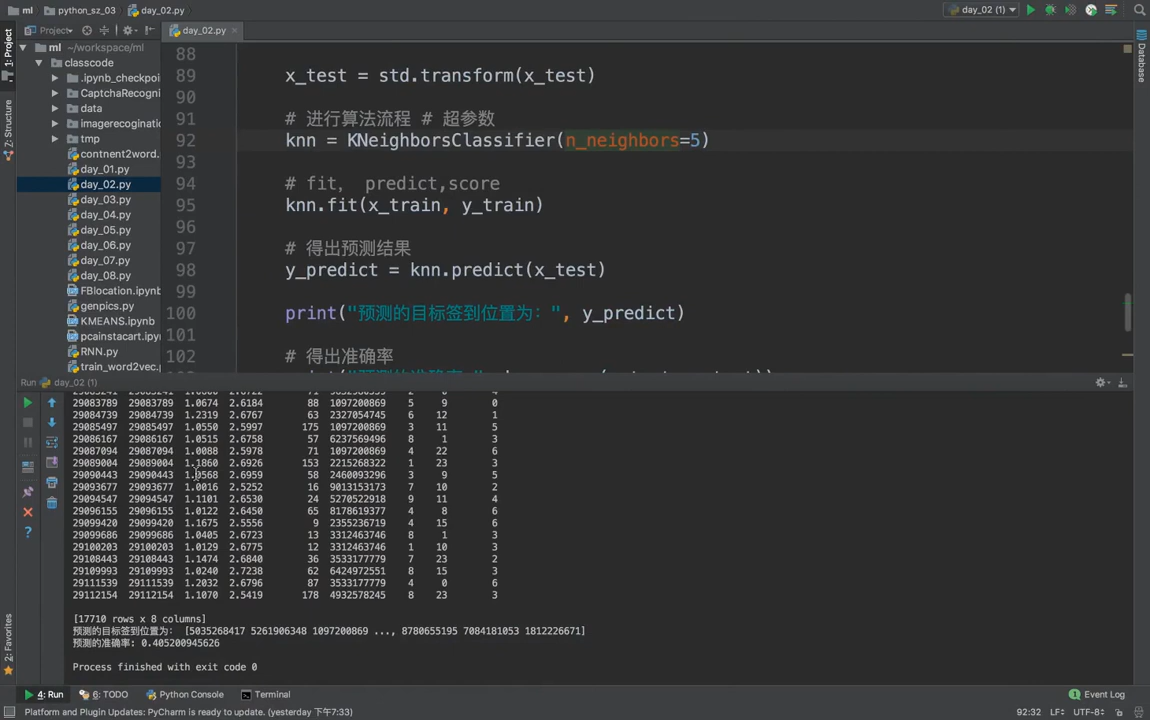 ml
python_sz_03
day_02.py
day_02 (1)
Project
day_02.py
ml ~/workspace/ml
classcode
.ipynb_checkpoin
CaptchaRecogni
data
imagerecogination
tmp
contnent2word.
day_01.py
day_02.py
day_03.py
day_04.py
day_05.py
day_06.py
day_07.py
day_08.py
FBlocation.ipynb
genpics.py
KMEANS.ipynb
pcainstacart.ipyn
RNN.py
train_word2vec.
1: Project
7: Structure
2: Favorites
Database
88
89 x_test = std.transform(x_test)
90
91 # 进行算法流程 # 超参数
92 knn = KNeighborsClassifier(n_neighbors=5)
93
94 # fit, predict,score
95 knn.fit(x_train, y_train)
96
97 # 得出预测结果
98 y_predict = knn.predict(x_test)
99
100 print("预测的目标签到位置为：", y_predict)
101
102 # 得出准确率
Run day_02 (1)
29083789 29083789 1.0674 2.6184 88 1097200869 5 9 0
29084739 29084739 1.2319 2.6767 63 2327054745 6 12 1
29085497 29085497 1.0550 2.5997 175 1097200869 3 11 5
29086167 29086167 1.0515 2.6758 57 6237569496 8 1 3
29087094 29087094 1.0088 2.5978 71 1097200869 4 22 6
29089004 29089004 1.1860 2.6926 153 2215268322 1 23 3
29090443 29090443 1.0568 2.6959 58 2460093296 3 9 5
29093677 29093677 1.0016 2.5252 16 9013153173 9 10 2
29094547 29094547 1.1101 2.6530 24 5270522918 9 11 4
29096155 29096155 1.0122 2.6450 65 8178619377 4 8 6
29099420 29099420 1.1675 2.5556 9 2355236719 4 15 6
29099686 29099686 1.0405 2.6723 13 3312463746 8 1 3
29100203 29100203 1.0129 2.6775 12 3312463746 1 10 3
29108443 29108443 1.1474 2.6840 36 3533177779 7 23 2
29109993 29109993 1.0240 2.7238 62 6424972551 8 15 3
29111539 29111539 1.2032 2.6796 87 3533177779 4 0 6
29112154 29112154 1.1070 2.5419 178 4932578245 8 23 3
[17710 rows x 8 columns]
预测的目标签到位置为： [5035268417 5261906348 1097200869 ..., 8780655195 7084181053 1812226671]
预测的准确率: 0.405200945626
Process finished with exit code 0
4: Run
6: TODO
Python Console
Terminal
1 Event Log
Platform and Plugin Updates: PyCharm is ready to update. (yesterday 下午7:33)
92:32
LF
UTF-8